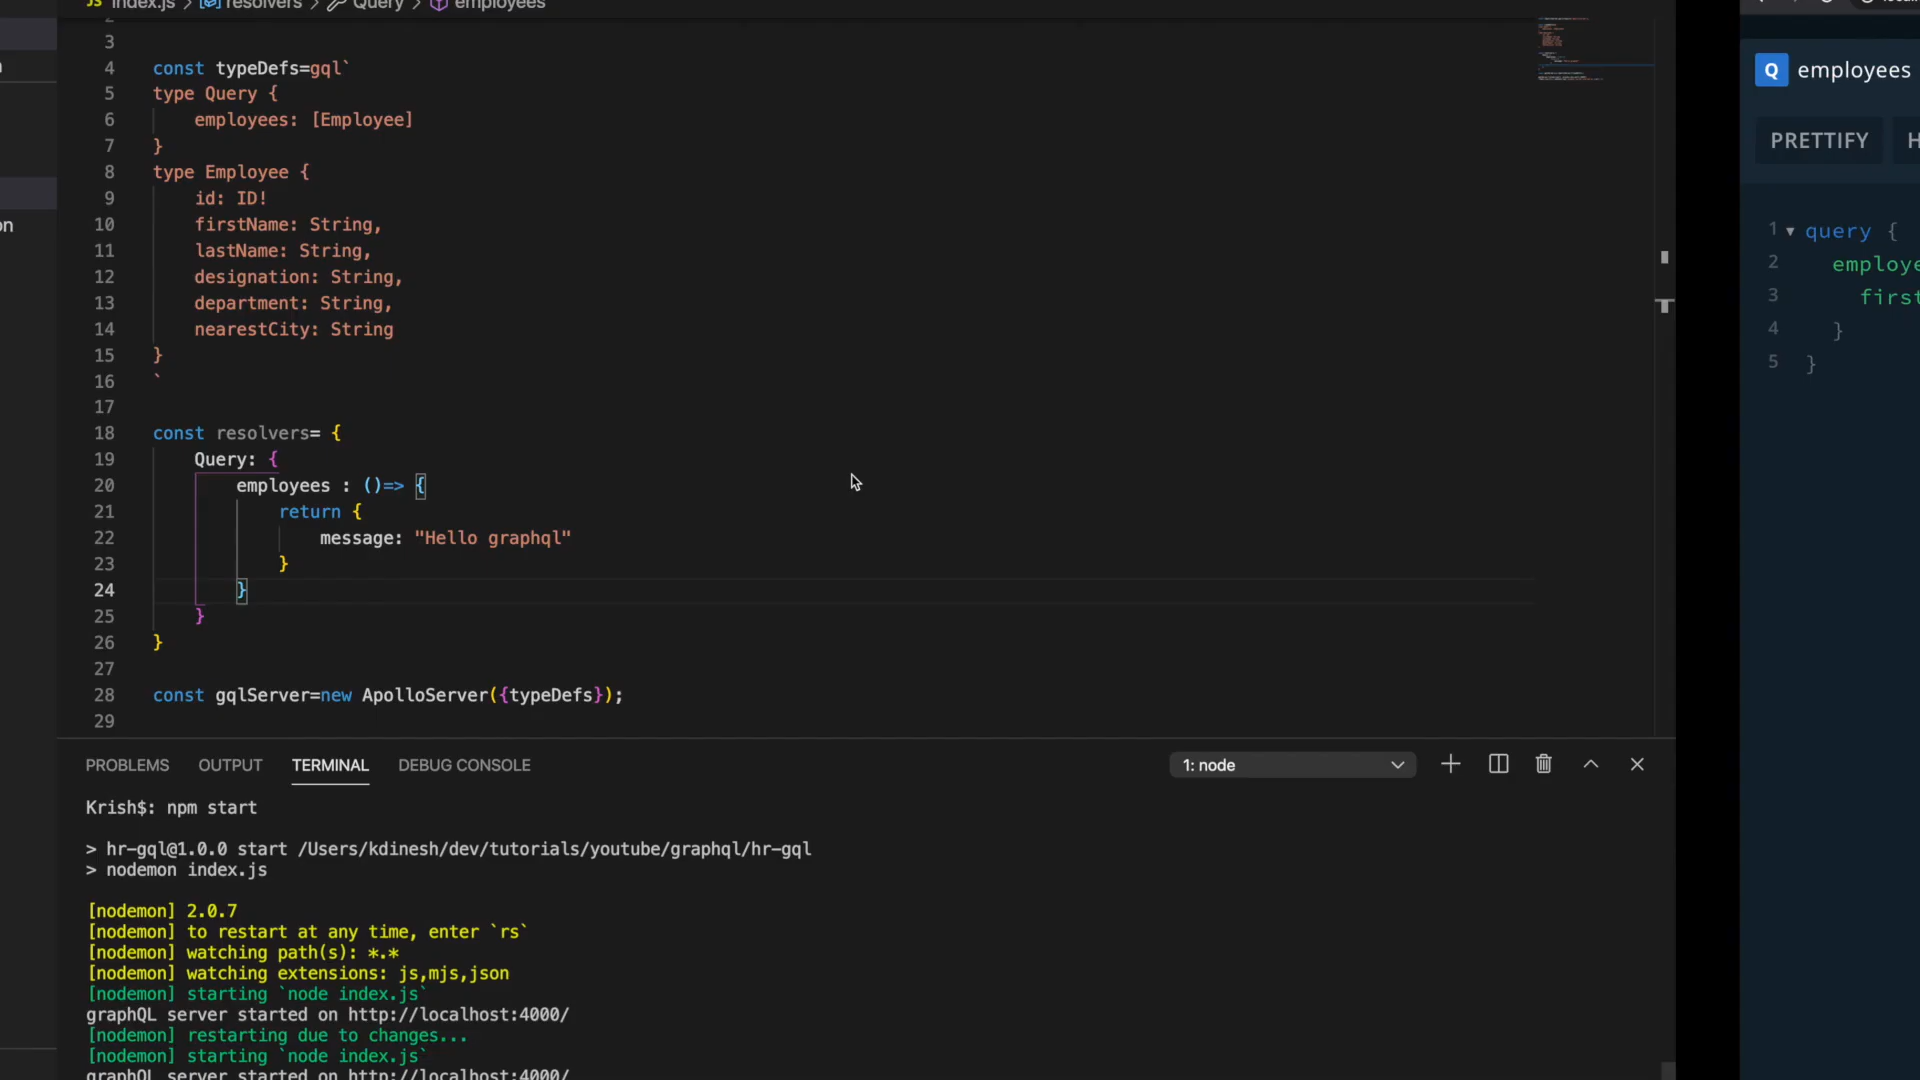 JS index.js > resolvers > Query > employees
3
4 const typeDefs=gql`
5 type Query {
6 employees: [Employee]
7 }
8 type Employee {
9 id: ID!
10 firstName: String,
11 lastName: String,
12 designation: String,
13 department: String,
14 nearestCity: String
15 }
16 `
17
18 const resolvers= {
19 Query: {
20 employees : ()=> {
21 return {
22 message: "Hello graphql"
23 }
24 }
25 }
26 }
27
28 const gqlServer=new ApolloServer({typeDefs});
29
PROBLEMS OUTPUT TERMINAL DEBUG CONSOLE 1: node
Krish$: npm start
> hr-gql@1.0.0 start /Users/kdinesh/dev/tutorials/youtube/graphql/hr-gql
> nodemon index.js
[nodemon] 2.0.7
[nodemon] to restart at any time, enter `rs`
[nodemon] watching path(s): *.*
[nodemon] watching extensions: js,mjs,json
[nodemon] starting `node index.js`
graphQL server started on http://localhost:4000/
[nodemon] restarting due to changes...
[nodemon] starting `node index.js`
graphQL server started on http://localhost:4000/
Q employees
PRETTIFY H
1 query {
2 employe
3 first
4 }
5 }